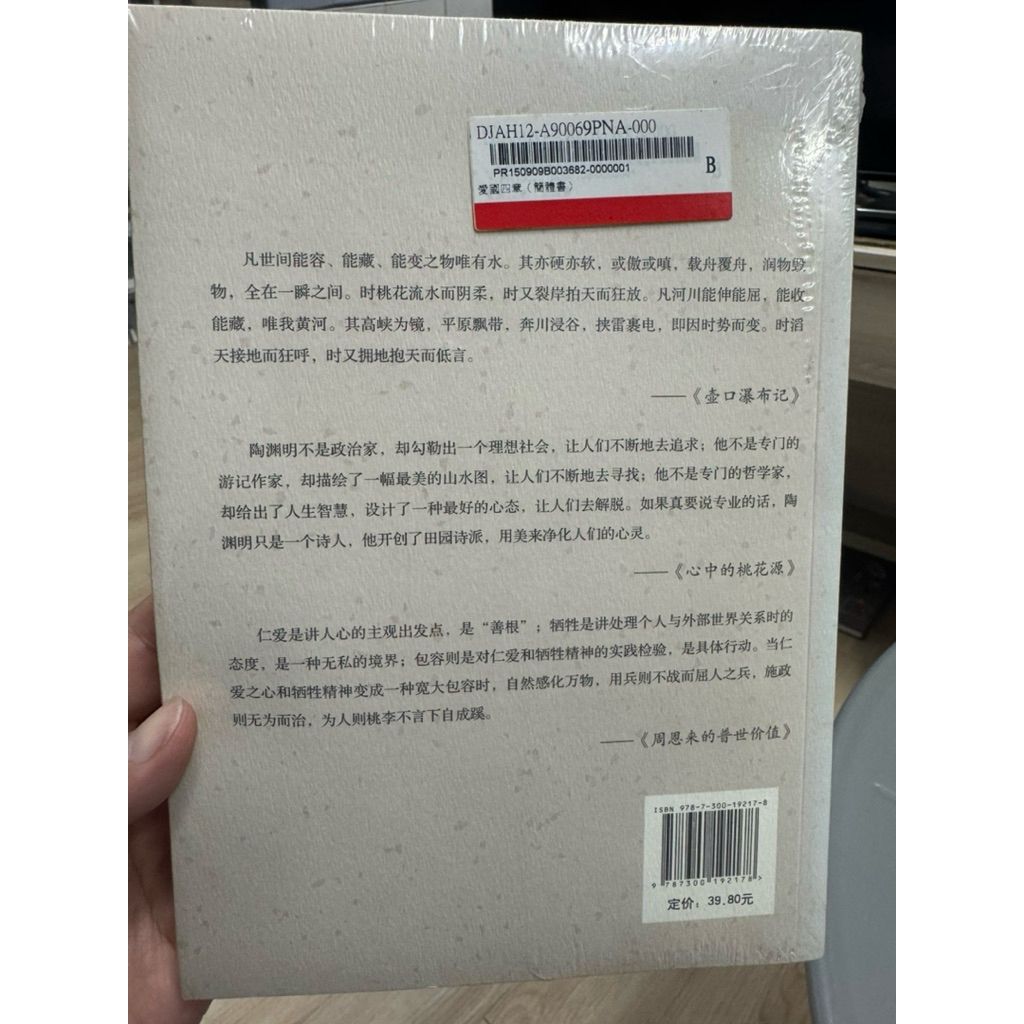 DJAH12-A90069PNA-000
PR150909B003682-0000001
B
愛國四章（簡體書）
凡世间能容、能藏、能变之物唯有水。其亦硬亦软，或傲或嗔，载舟覆舟，润物毁
物，全在一瞬之间。时桃花流水而阴柔，时又裂岸拍天而狂放。凡河川能伸能屈，能收
能藏，唯我黄河。其高峡为镜，平原飘带，奔川浸谷，挟雷裹电，即因时势而变。时滔
天接地而狂呼，时又拥地抱天而低言。
——《壶口瀑布记》
陶渊明不是政治家，却勾勒出一个理想社会，让人们不断地去追求；他不是专门的
游记作家，却描绘了一幅最美的山水图，让人们不断地去寻找；他不是专门的哲学家，
却给出了人生智慧，设计了一种最好的心态，让人们去解脱。如果真要说专业的话，陶
渊明只是一个诗人，他开创了田园诗派，用美来净化人们的心灵。
——《心中的桃花源》
仁爱是讲人心的主观出发点，是“善根”；牺牲是讲处理个人与外部世界关系时的
态度，是一种无私的境界；包容则是对仁爱和牺牲精神的实践检验，是具体行动。当仁
爱之心和牺牲精神变成一种宽大包容时，自然感化万物，用兵则不战而屈人之兵，施政
则无为而治，为人则桃李不言下自成蹊。
——《周恩来的普世价值》
ISBN 978-7-300-19217-8
9 787300 192178 >
定价：39.80元